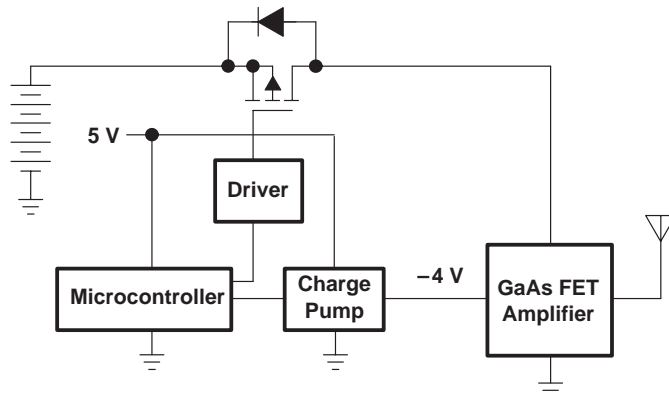 5 V
Driver
Microcontroller
Charge
Pump
–4 V
GaAs FET
Amplifier